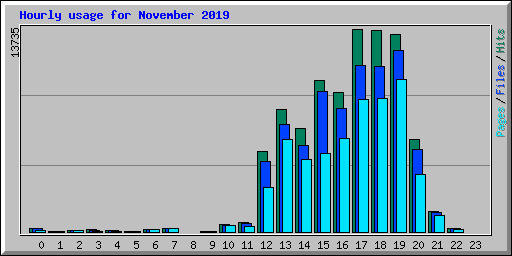 Hourly usage for November 2019
13735
Pages/Files/Hits
0 1 2 3 4 5 6 7 8 9 10 11 12 13 14 15 16 17 18 19 20 21 22 23